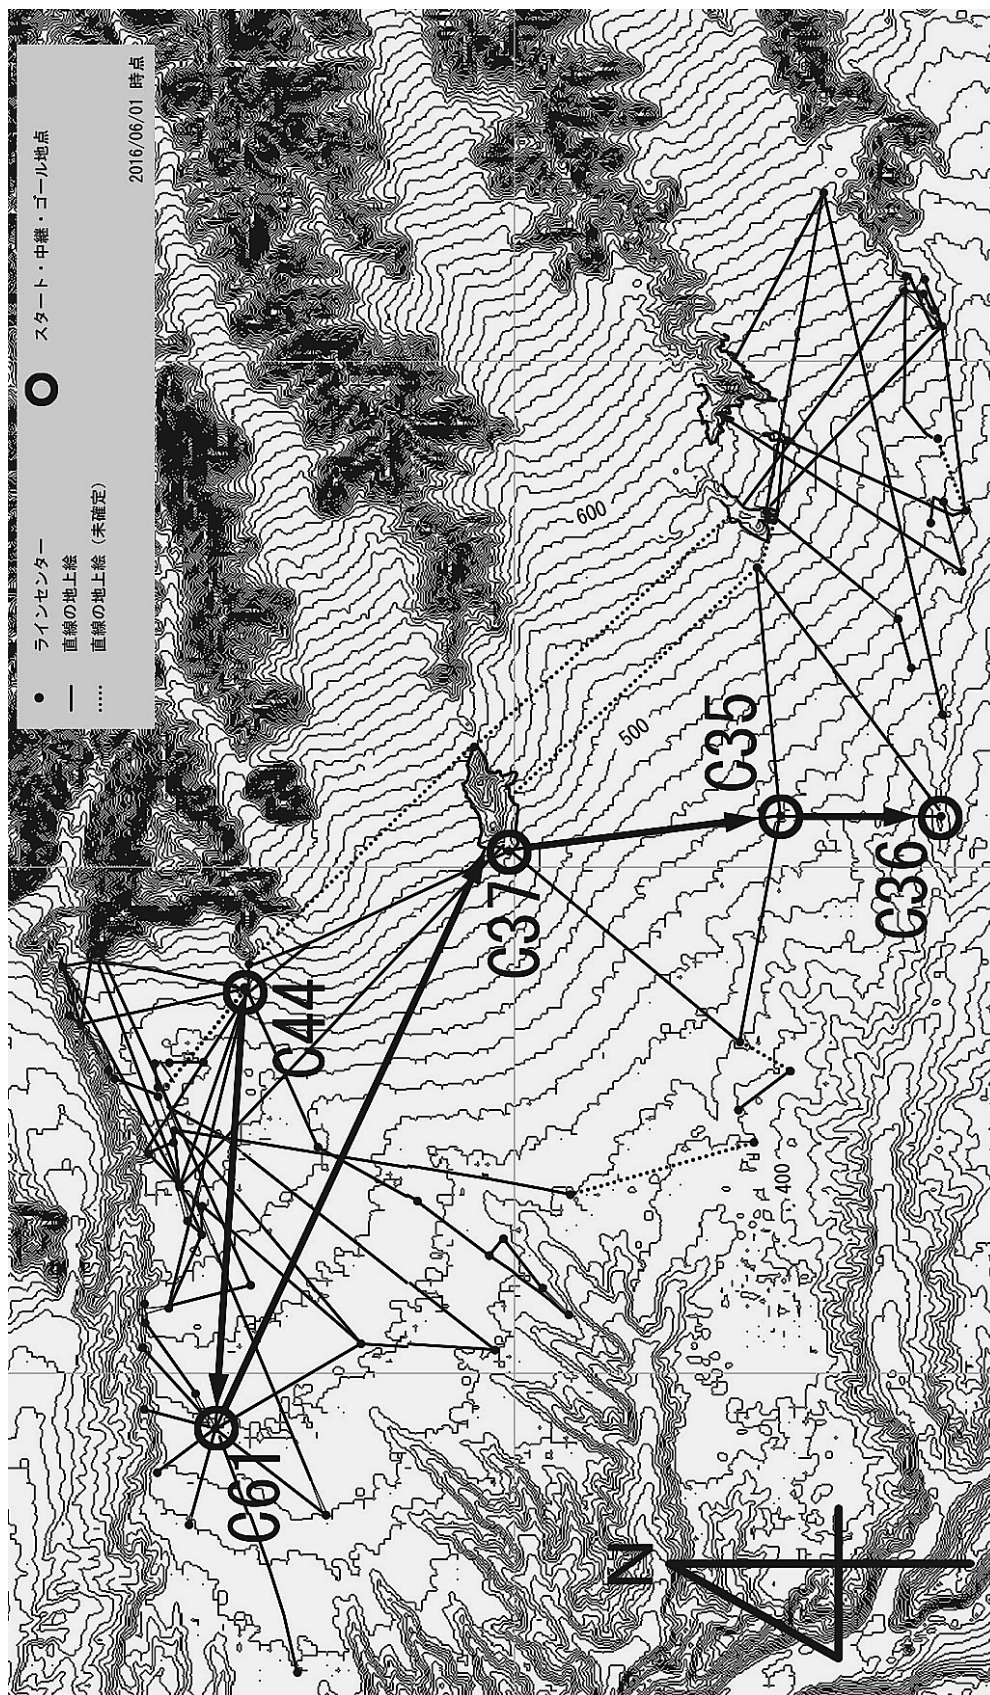 ● ラインセンター
― 直線の地上絵
…… 直線の地上絵 (未確定)
○ スタート・中継・ゴール地点
2016/06/01 時点
600
500
400
C35
C36
C37
C44
C61
N